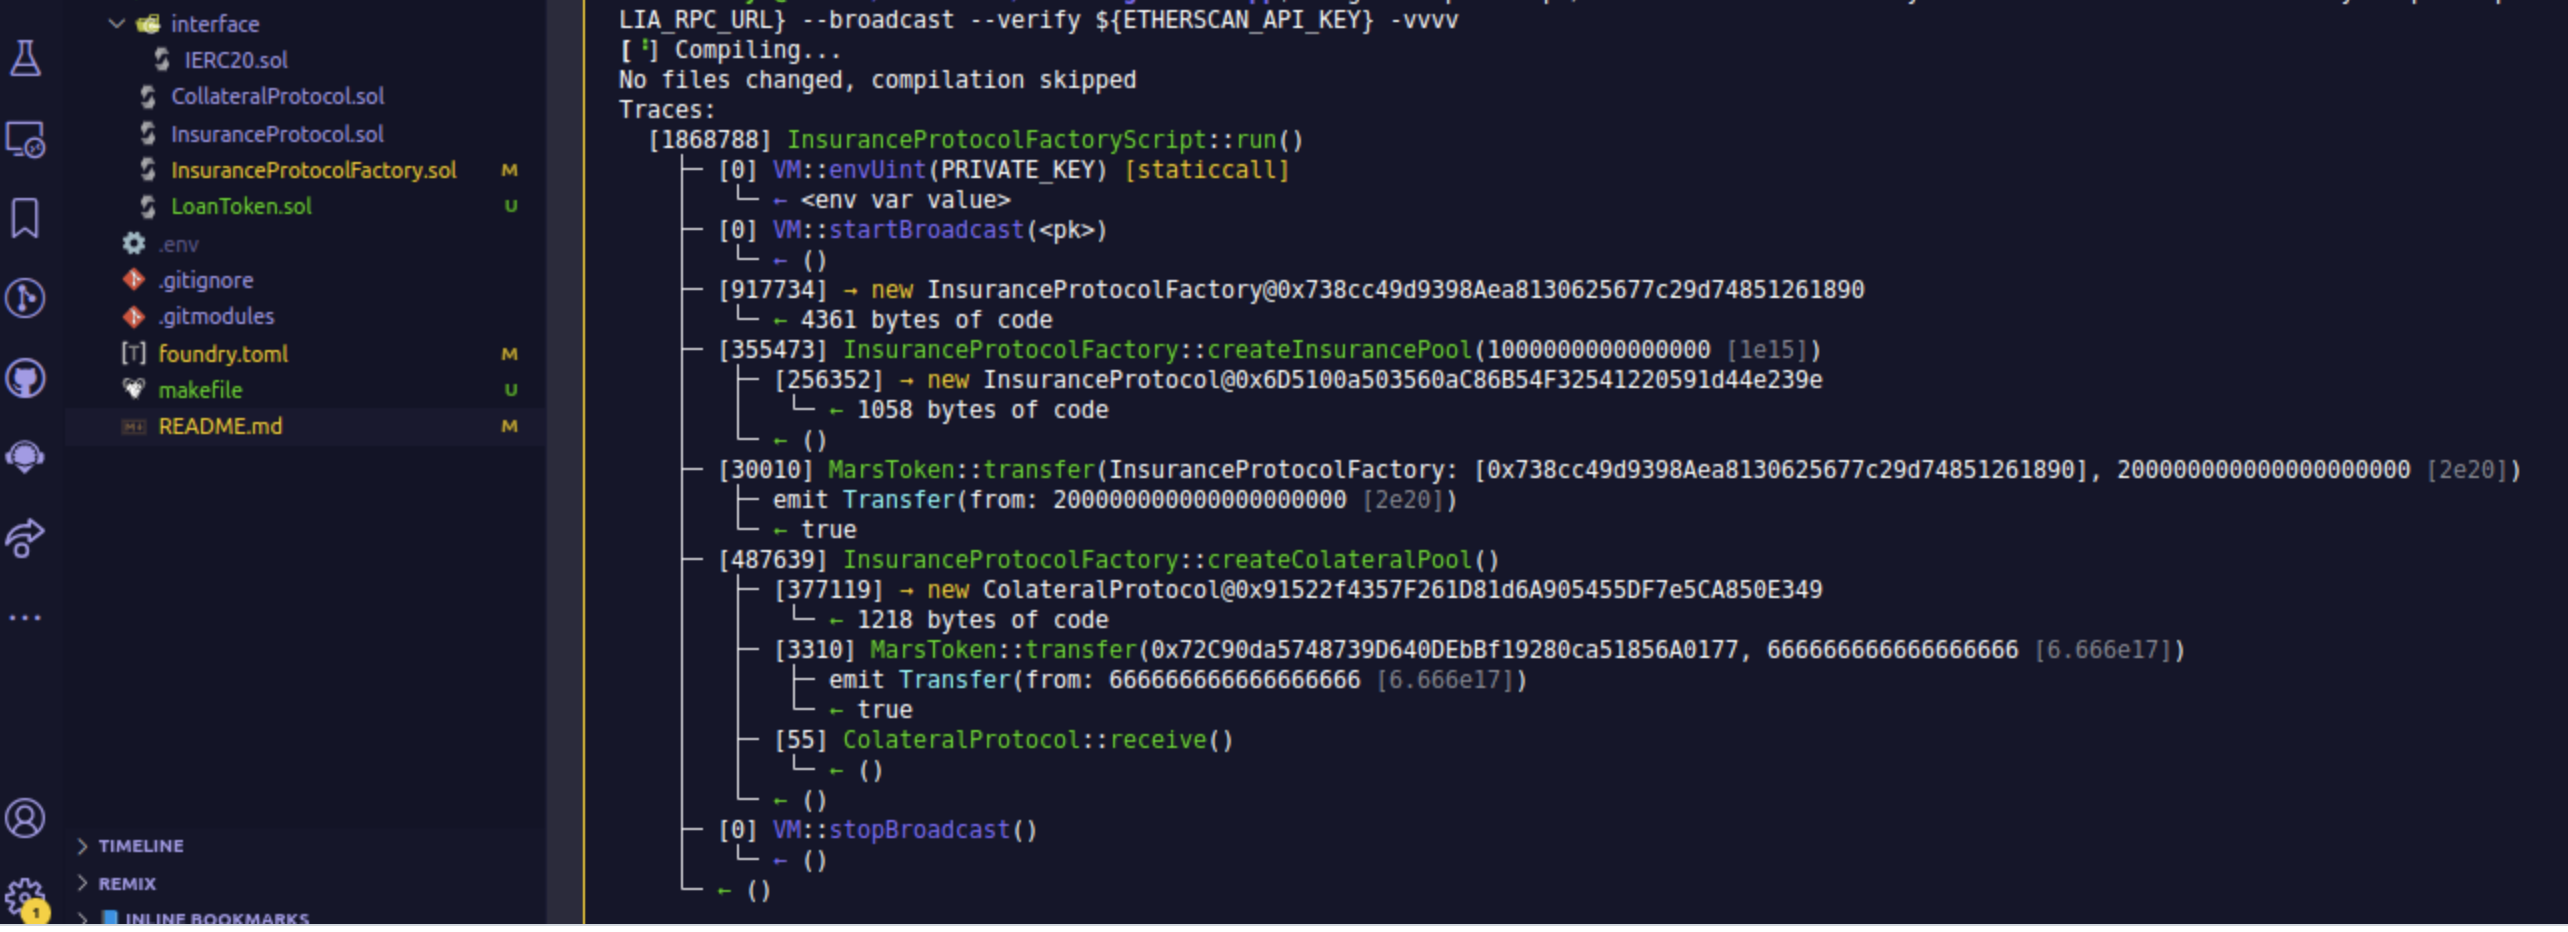 interface
IERC20.sol
CollateralProtocol.sol
InsuranceProtocol.sol
InsuranceProtocolFactory.sol M
LoanToken.sol U
.env
.gitignore
.gitmodules
foundry.toml M
makefile U
README.md M
TIMELINE
REMIX
INLINE BOOKMARKS
1
LIA_RPC_URL} --broadcast --verify ${ETHERSCAN_API_KEY} -vvvv
[⠃] Compiling...
No files changed, compilation skipped
Traces:
[1868788] InsuranceProtocolFactoryScript::run()
├─ [0] VM::envUint(PRIVATE_KEY) [staticcall]
│ └─ ← <env var value>
├─ [0] VM::startBroadcast(<pk>)
│ └─ ← ()
├─ [917734] → new InsuranceProtocolFactory@0x738cc49d9398Aea8130625677c29d74851261890
│ └─ ← 4361 bytes of code
├─ [355473] InsuranceProtocolFactory::createInsurancePool(1000000000000000 [1e15])
│ ├─ [256352] → new InsuranceProtocol@0x6D5100a503560aC86B54F32541220591d44e239e
│ │ └─ ← 1058 bytes of code
│ └─ ← ()
├─ [30010] MarsToken::transfer(InsuranceProtocolFactory: [0x738cc49d9398Aea8130625677c29d74851261890], 200000000000000000000 [2e20])
│ ├─ emit Transfer(from: 200000000000000000000 [2e20])
│ └─ ← true
├─ [487639] InsuranceProtocolFactory::createColateralPool()
│ ├─ [377119] → new ColateralProtocol@0x91522f4357F261D81d6A905455DF7e5CA850E349
│ │ └─ ← 1218 bytes of code
│ ├─ [3310] MarsToken::transfer(0x72C90da5748739D640DEbBf19280ca51856A0177, 666666666666666666 [6.666e17])
│ │ ├─ emit Transfer(from: 666666666666666666 [6.666e17])
│ │ └─ ← true
│ ├─ [55] ColateralProtocol::receive()
│ │ └─ ← ()
│ └─ ← ()
├─ [0] VM::stopBroadcast()
│ └─ ← ()
└─ ← ()